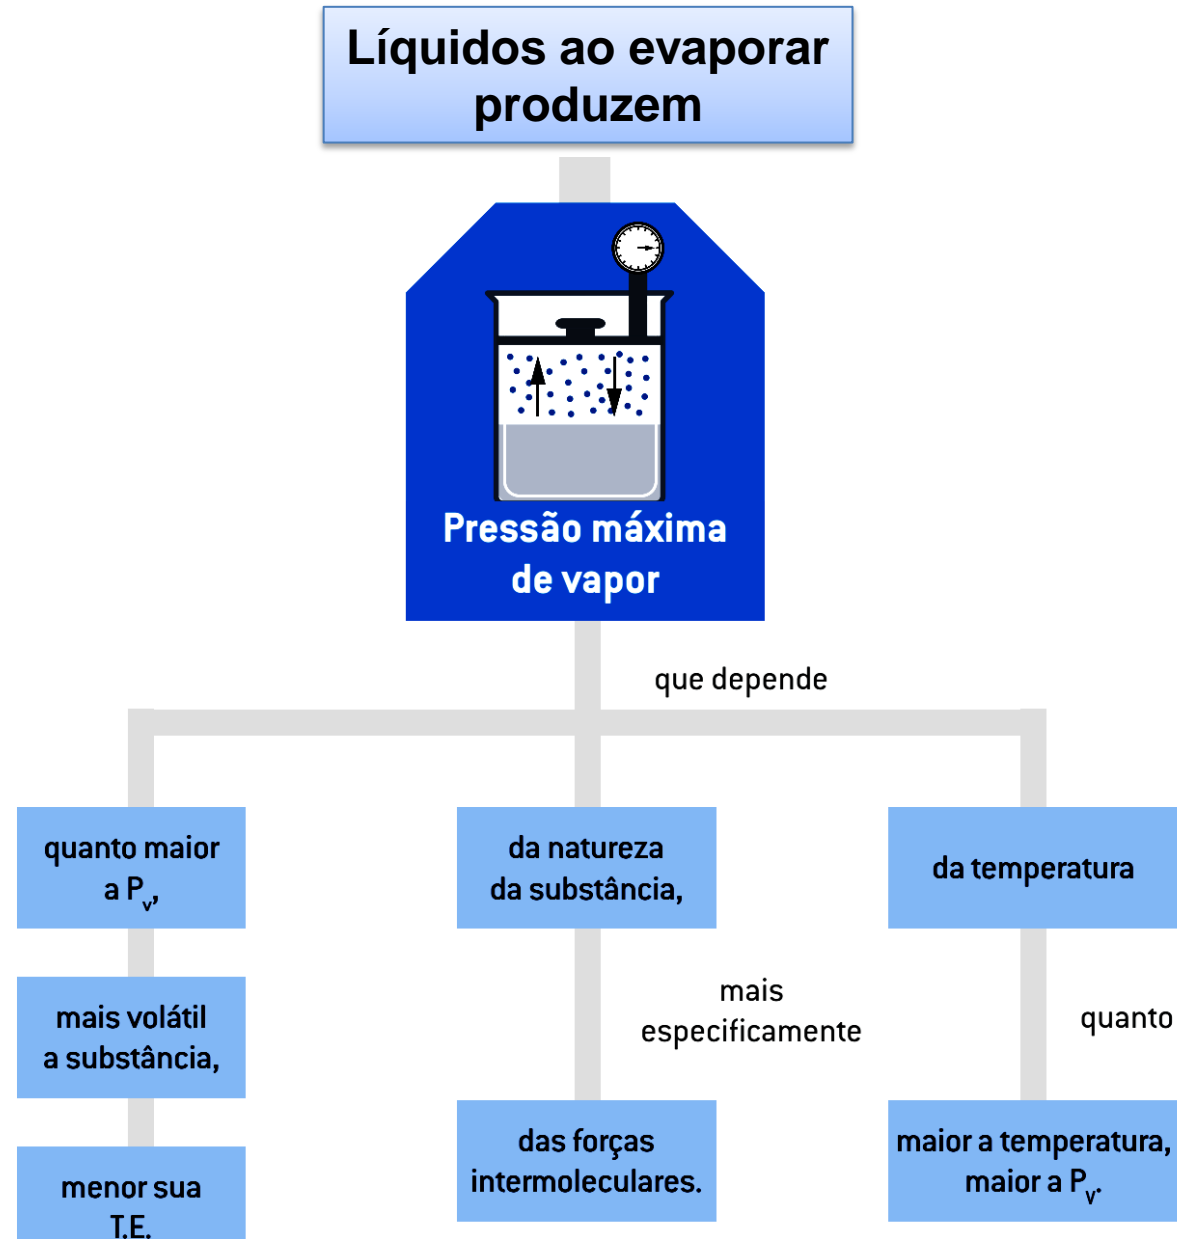 Líquidos ao evaporar
produzem
Pressão máxima
de vapor
que depende
quanto maior
a Pv,
mais volátil
a substância,
menor sua
T.E.
da natureza
da substância,
mais
especificamente
das forças
intermoleculares.
da temperatura
quanto
maior a temperatura,
maior a Pv.